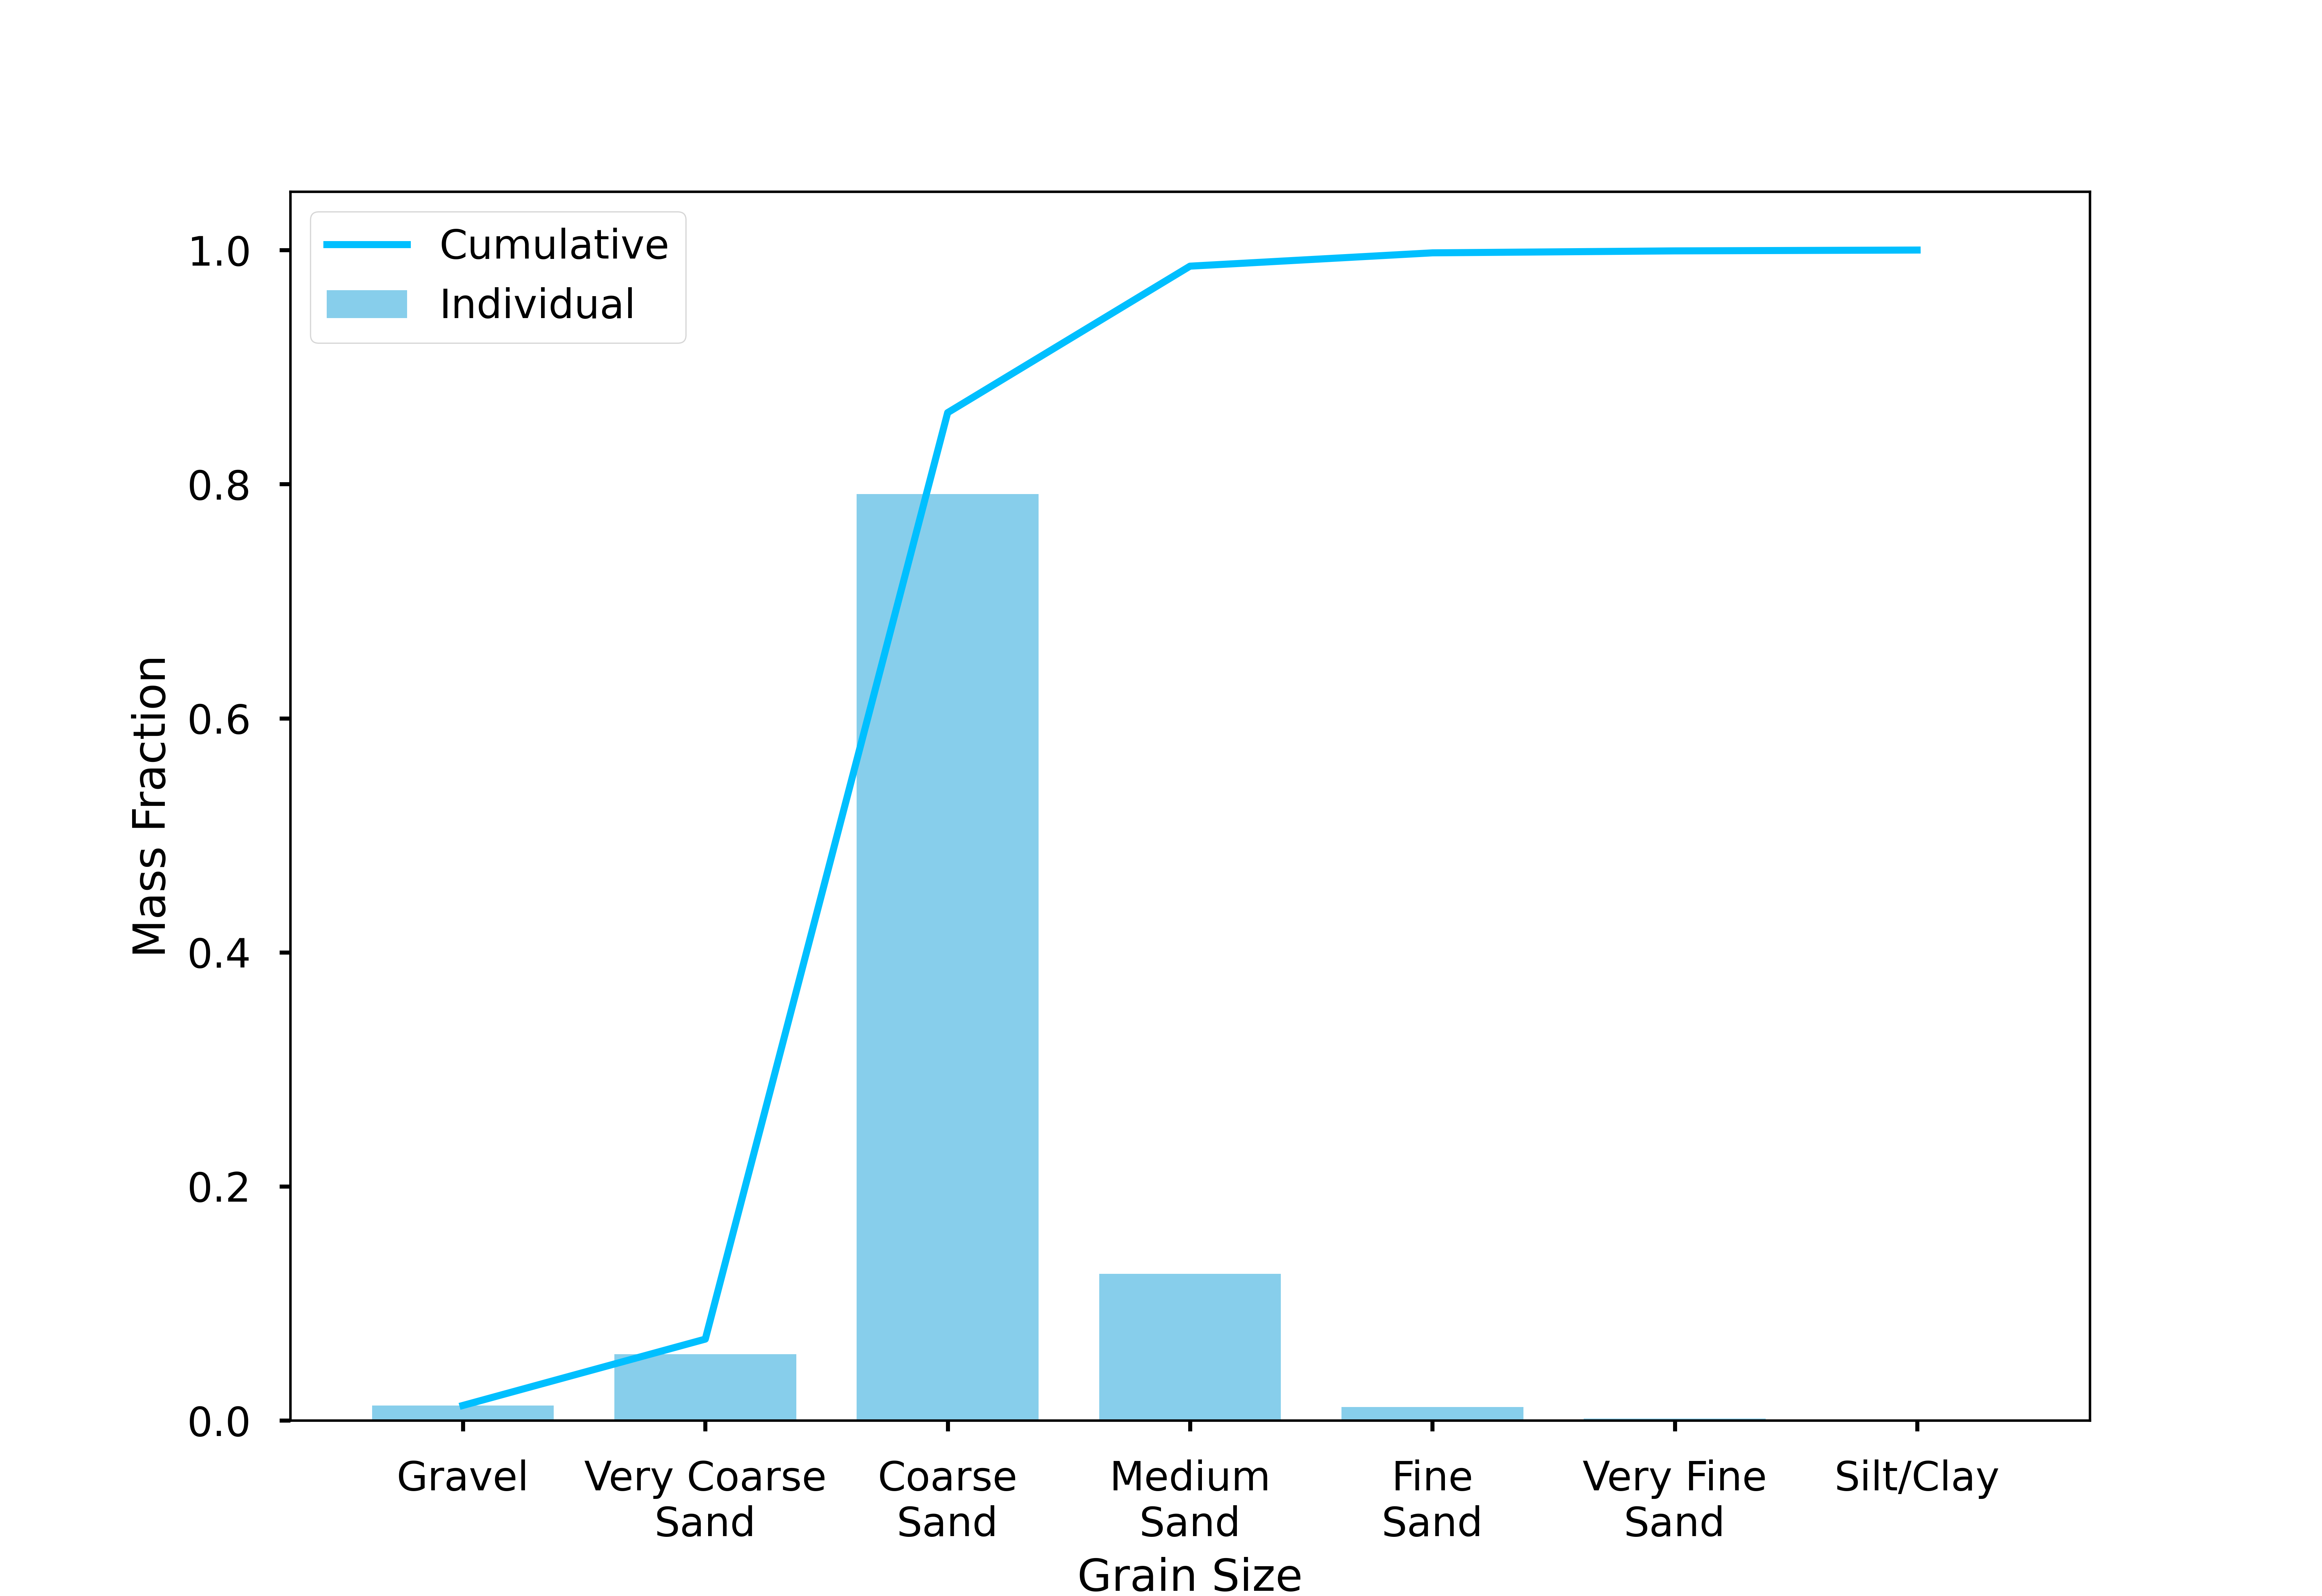 Cumulative
Individual
1.0
0.8
0.6
0.4
0.2
0.0
Mass Fraction
Gravel
Very Coarse
Sand
Coarse
Sand
Medium
Sand
Fine
Sand
Very Fine
Sand
Silt/Clay
Grain Size